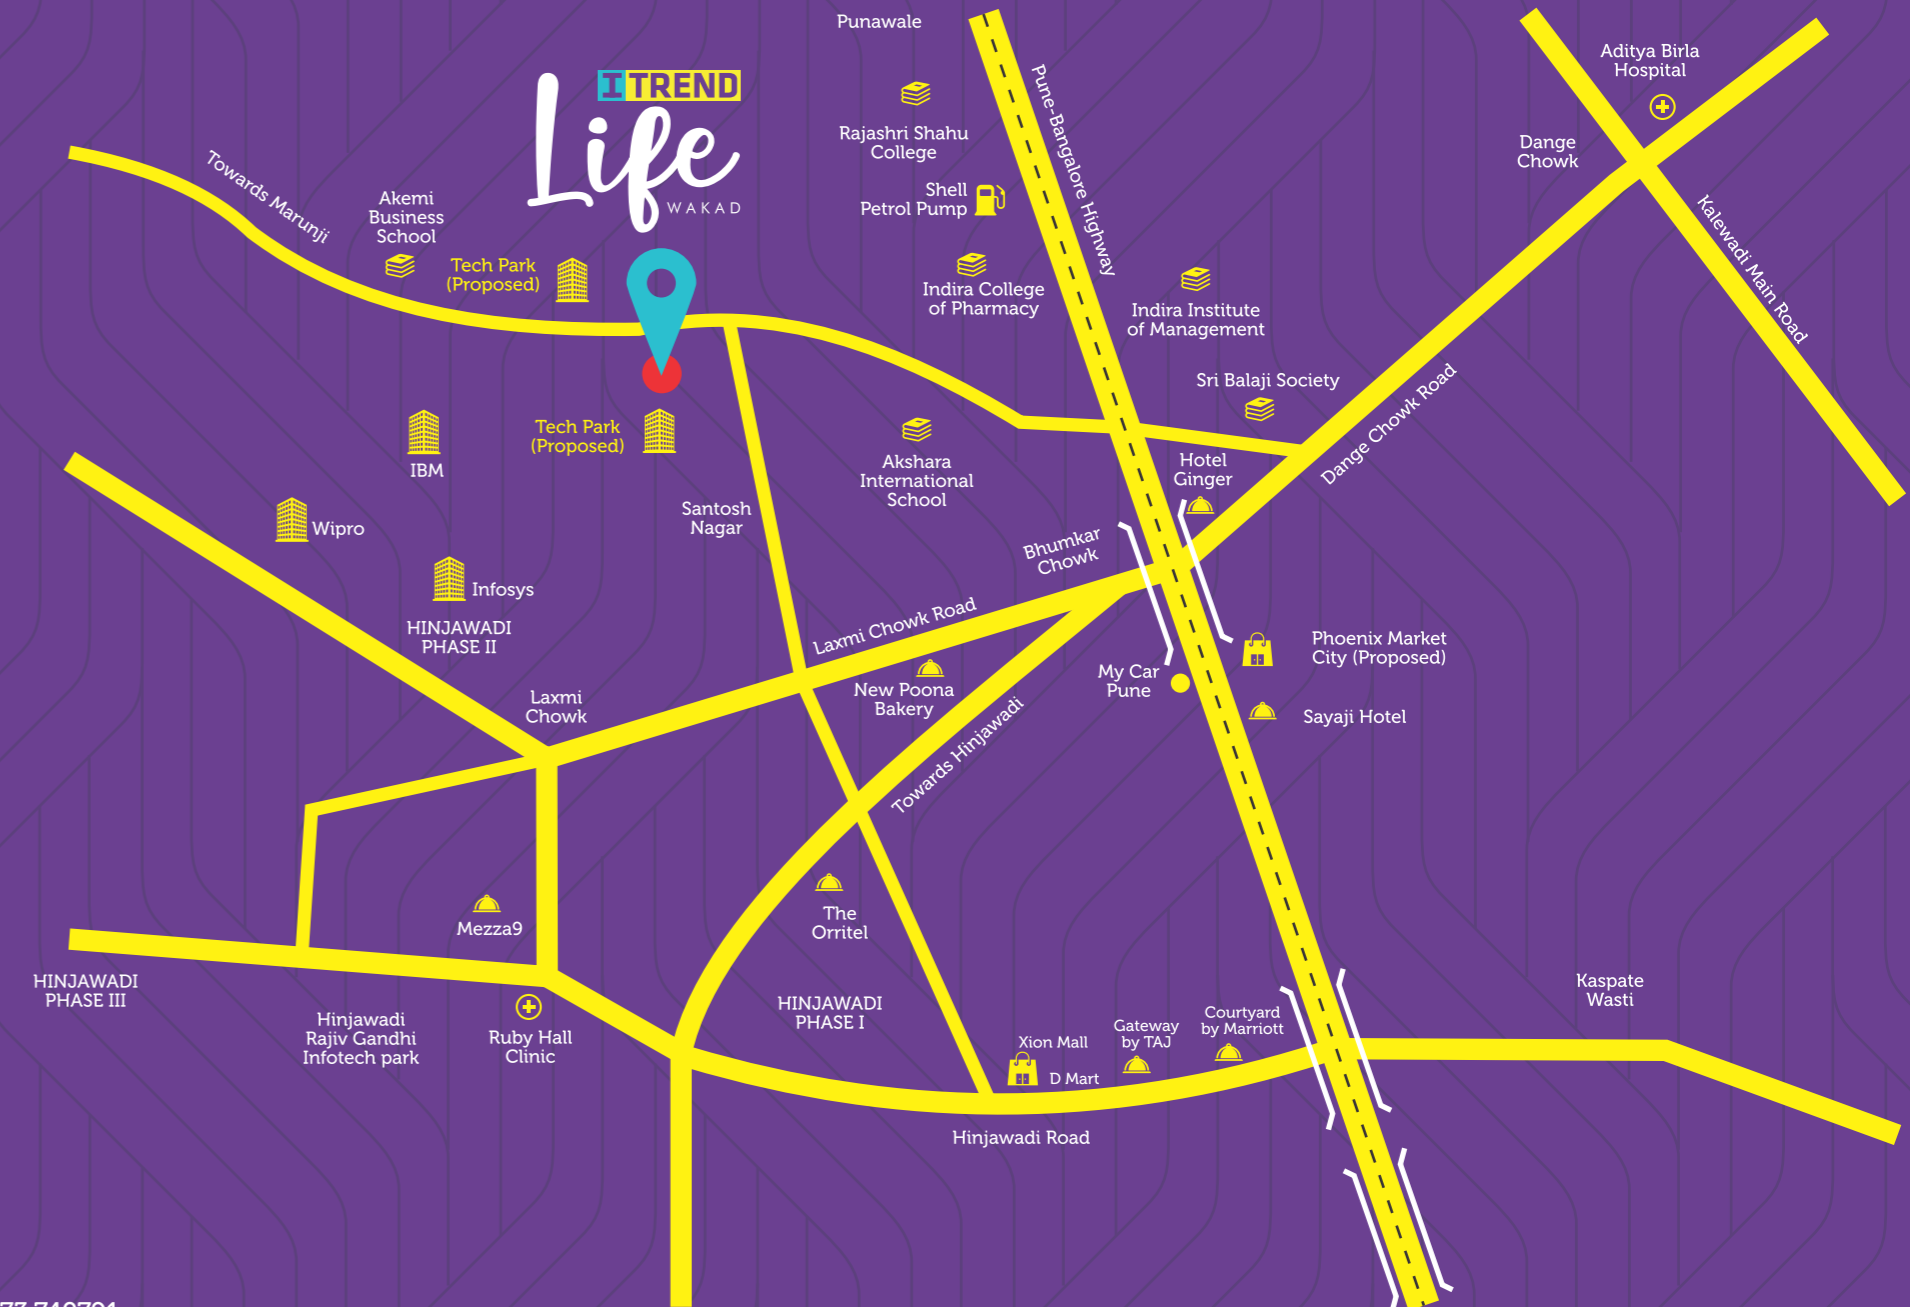 Punawale
I TREND
Life
WAKAD
Aditya Birla
Hospital
Dange
Chowk
Rajashri Shahu
College
Shell
Petrol Pump
Pune-Bangalore Highway
Towards Marunji
Akemi
Business
School
Tech Park
(Proposed)
Indira College
of Pharmacy
Indira Institute
of Management
Kalewadi Main Road
Sri Balaji Society
Dange Chowk Road
Tech Park
(Proposed)
IBM
Akshara
International
School
Hotel
Ginger
Wipro
Santosh
Nagar
Bhumkar
Chowk
Infosys
HINJAWADI
PHASE II
Laxmi Chowk Road
Phoenix Market
City (Proposed)
My Car
Pune
Laxmi
Chowk
New Poona
Bakery
Sayaji Hotel
Towards Hinjawadi
Mezza9
The
Orritel
HINJAWADI
PHASE III
Kaspate
Wasti
HINJAWADI
PHASE I
Hinjawadi
Rajiv Gandhi
Infotech park
Ruby Hall
Clinic
Xion Mall
D Mart
Gateway
by TAJ
Courtyard
by Marriott
Hinjawadi Road